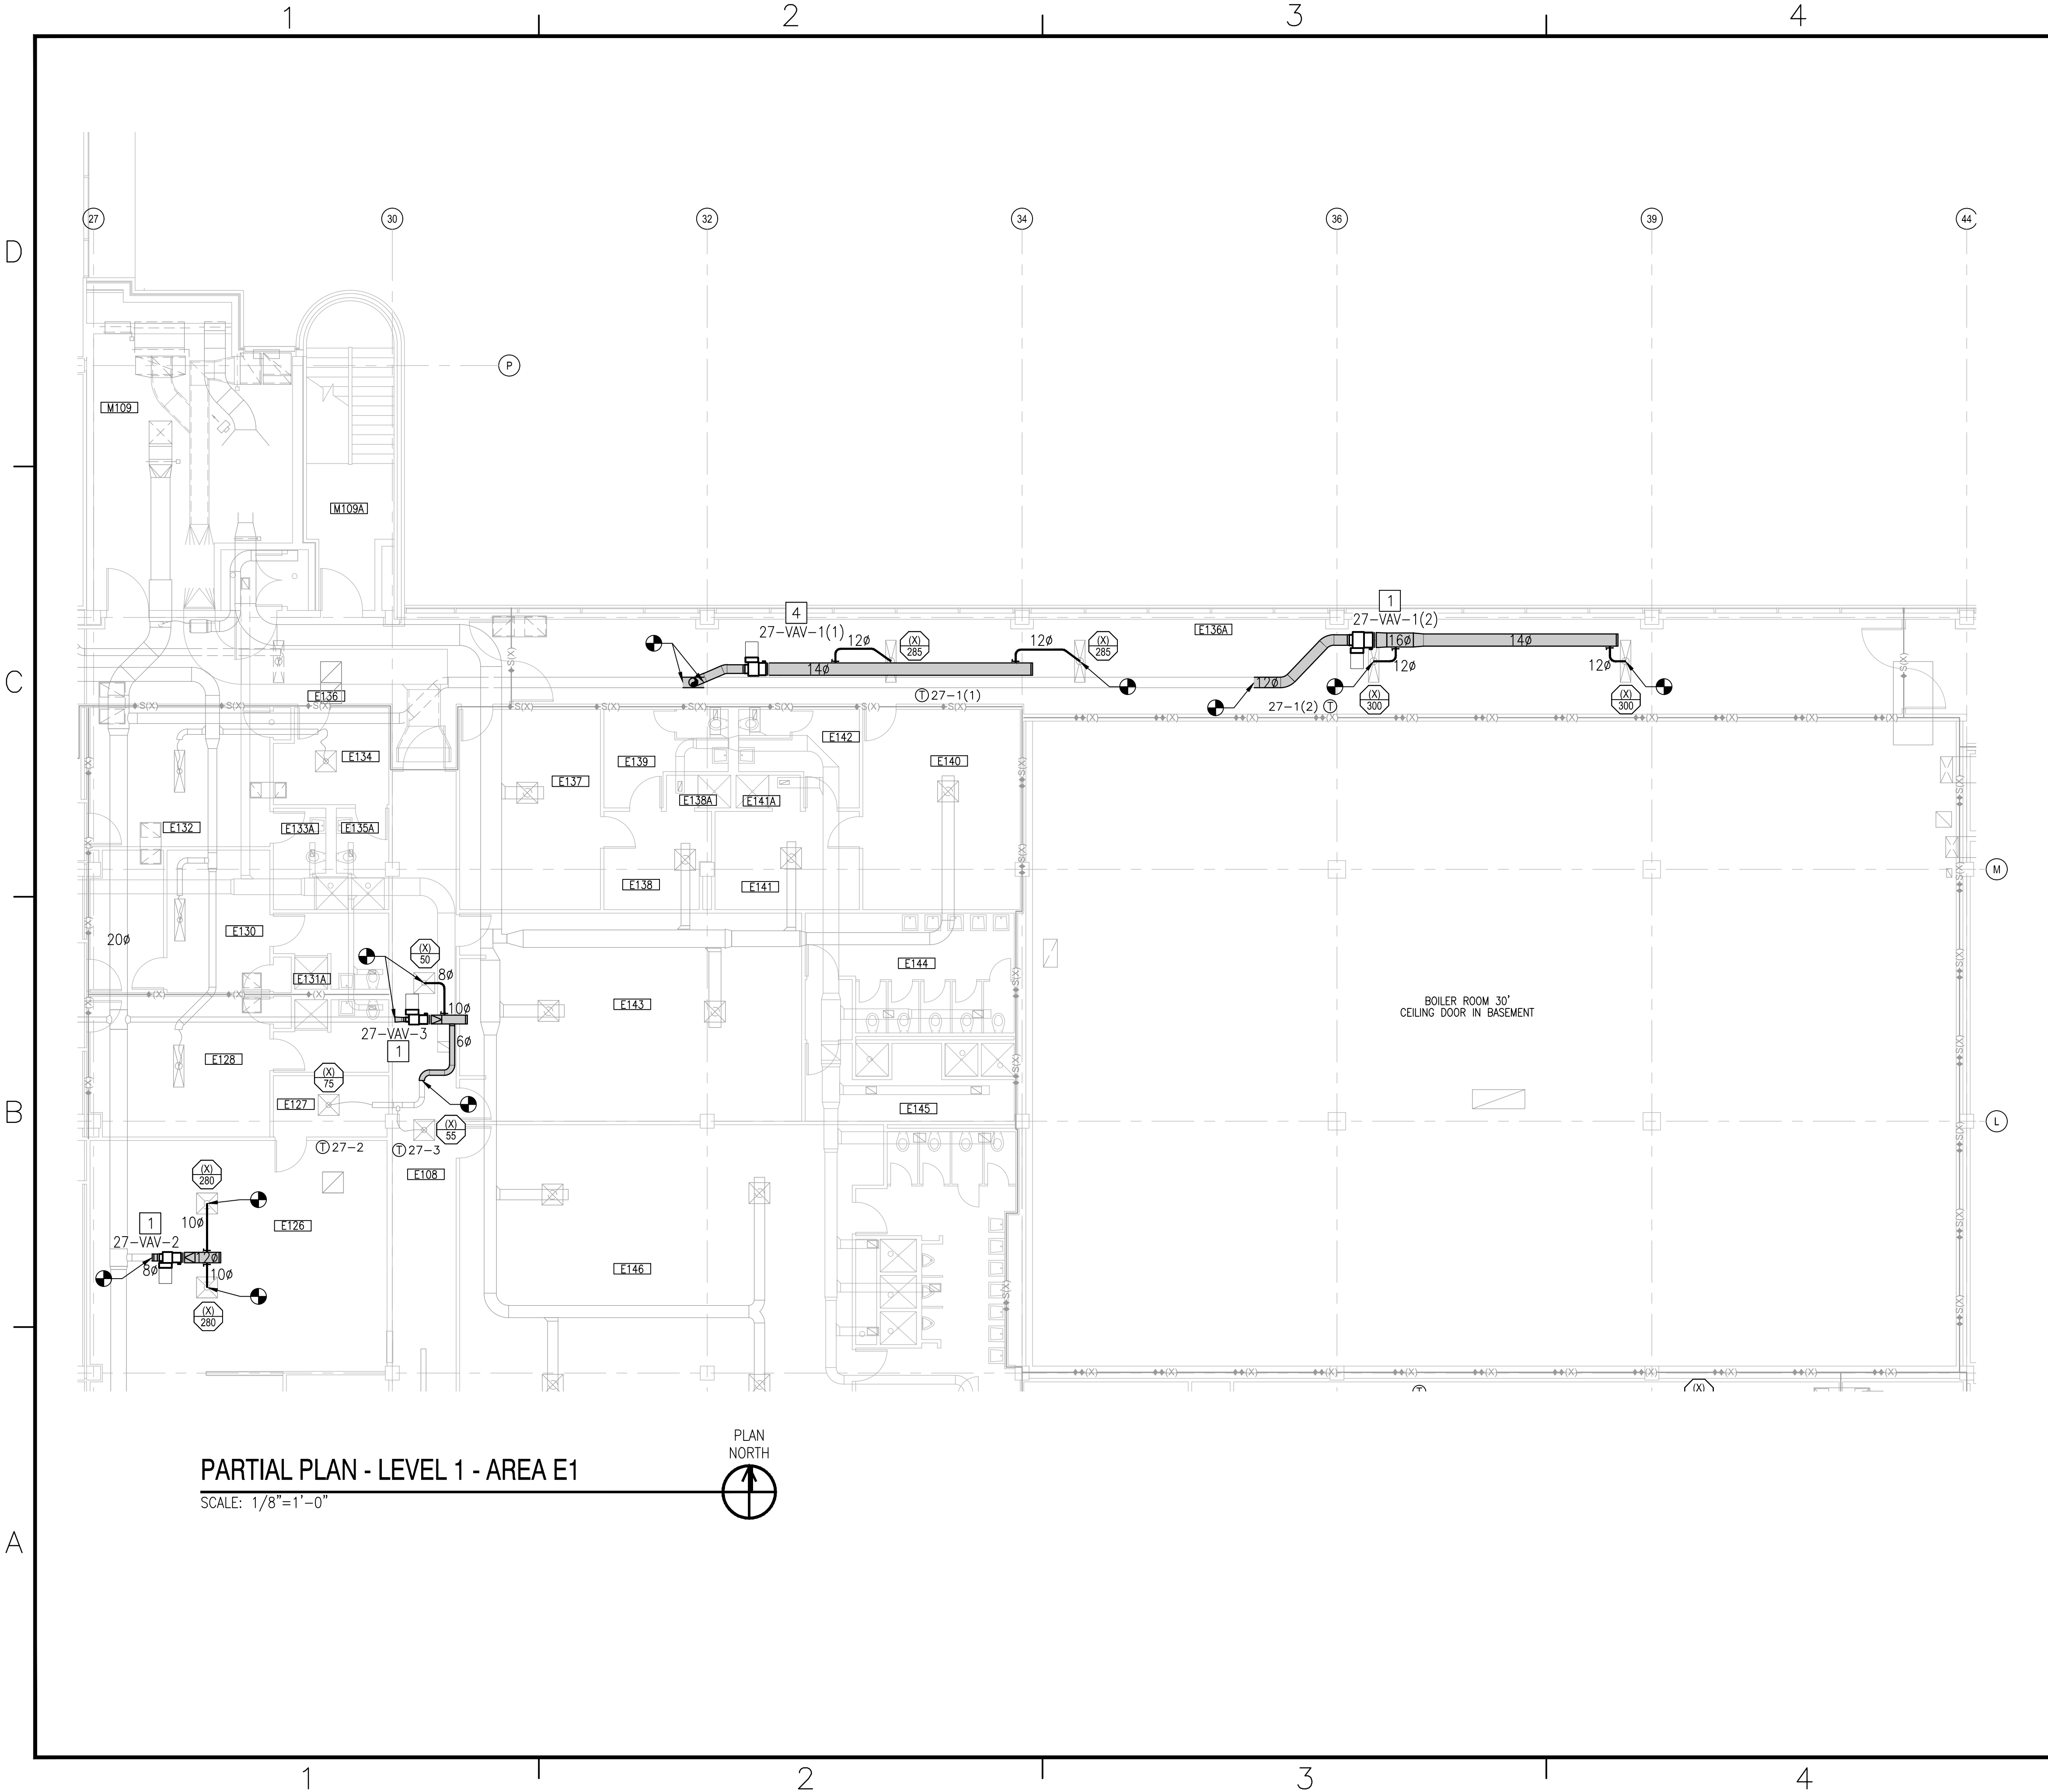 1 2 3 4
D
C
B
A
27 30 32 34 36 39 44
P
M109
M109A
4
27-VAV-1(1)
12ø
(X)
285
12ø
(X)
285
14ø
27-1(1)
E136A
1
27-VAV-1(2)
16ø
14ø
12ø
12ø
12ø
(X)
300
(X)
300
27-1(2)
T
T
E136
S(X) S(X) S(X) S(X) S(X) S(X) S(X) S(X) S(X)
(X) (X) (X) (X) (X) (X) (X) (X) (X) (X) (X)
E134
E137
E139
E142
E140
E138A
E141A
E132
E133A
E135A
E138
E141
M
E130
20ø
(X)
50
8ø
E131A
E144
(X) (X) (X)
10ø
E143
BOILER ROOM 30'
CEILING DOOR IN BASEMENT
27-VAV-3
6ø
1
E128
(X)
75
E127
E145
(X)
55
L
T 27-2
T 27-3
E108
(X)
280
10ø
E126
1
27-VAV-2
12ø
8ø
10ø
E146
(X)
280
(X) (X) (X) (X) (X) (X) (X) (X) (X) (X) (X)
T
(X)
PLAN
NORTH
PARTIAL PLAN - LEVEL 1 - AREA E1
SCALE: 1/8"=1'-0"
1 2 3 4